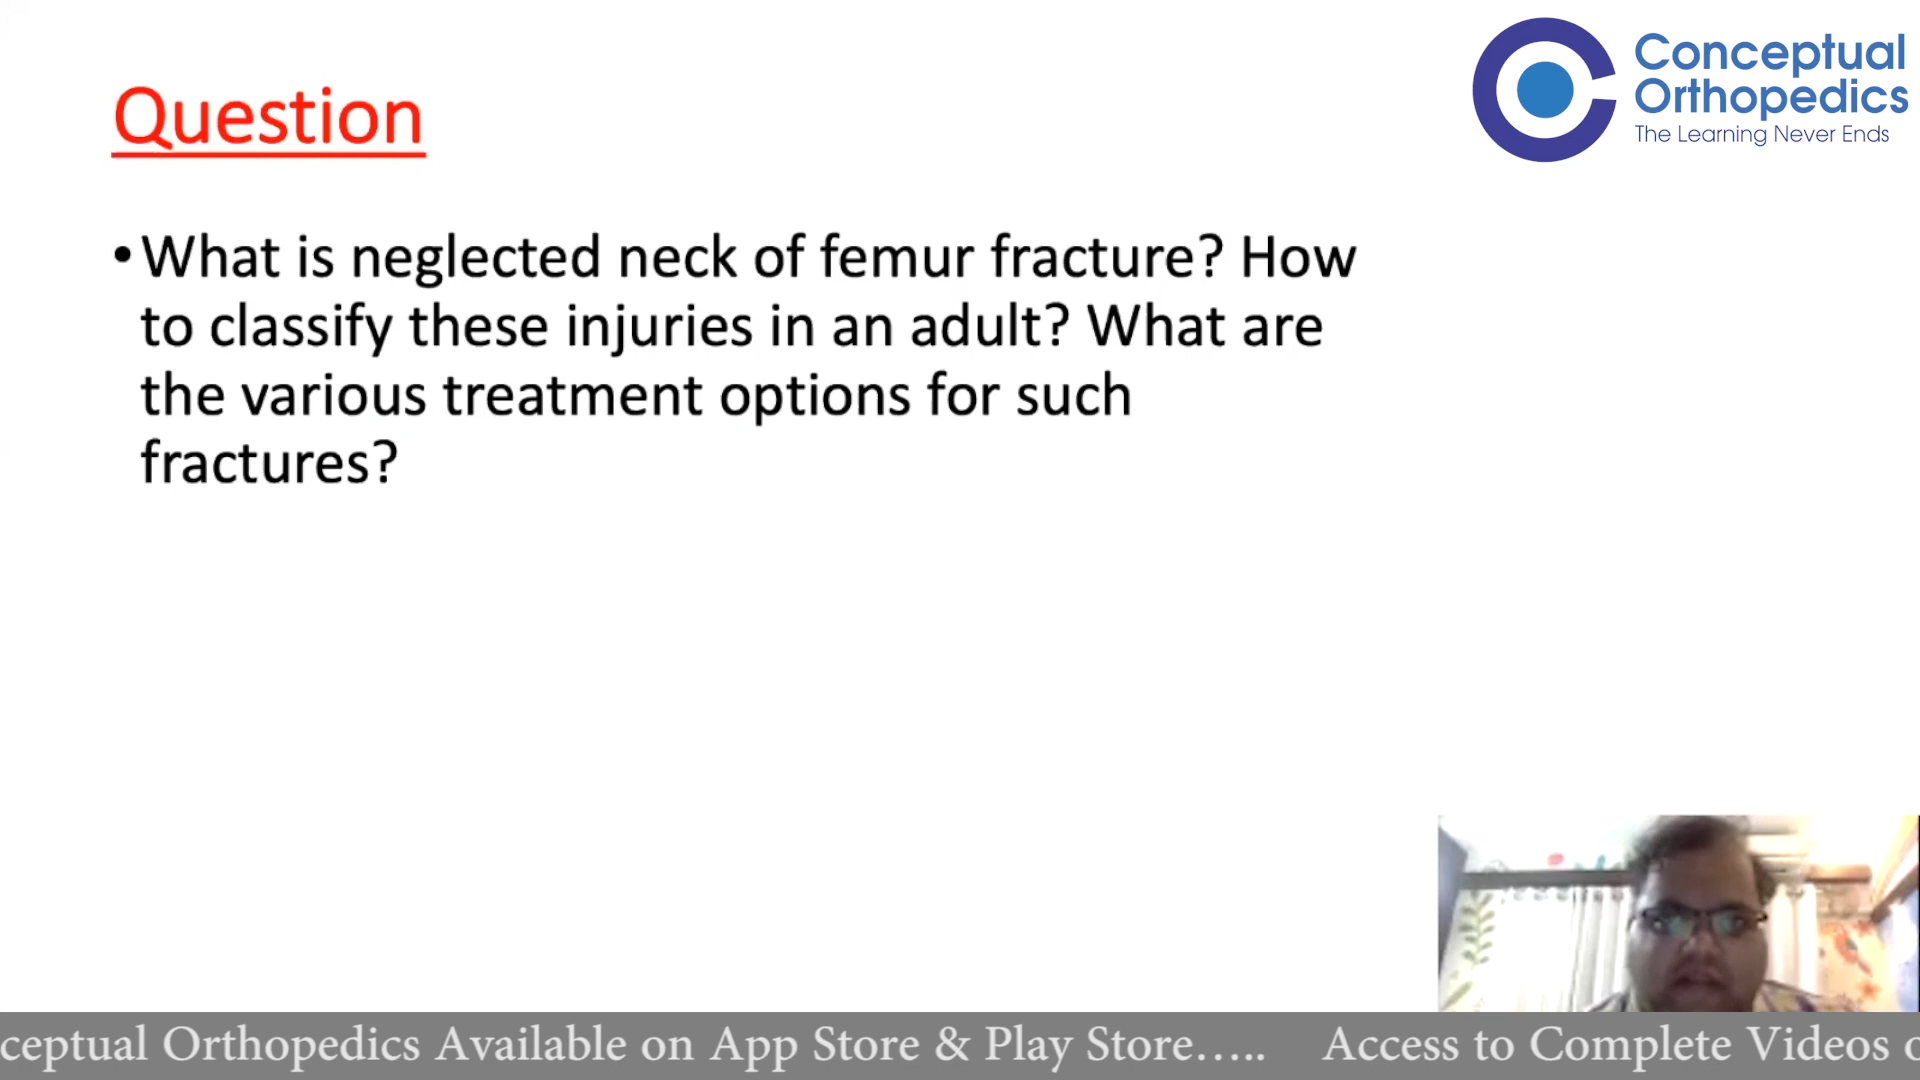 Conceptual
Orthopedics
The Learning Never Ends
Question
• What is neglected neck of femur fracture? How
to classify these injuries in an adult? What are
the various treatment options for such
fractures?
ceptual Orthopedics Available on App Store & Play Store….. Access to Complete Videos